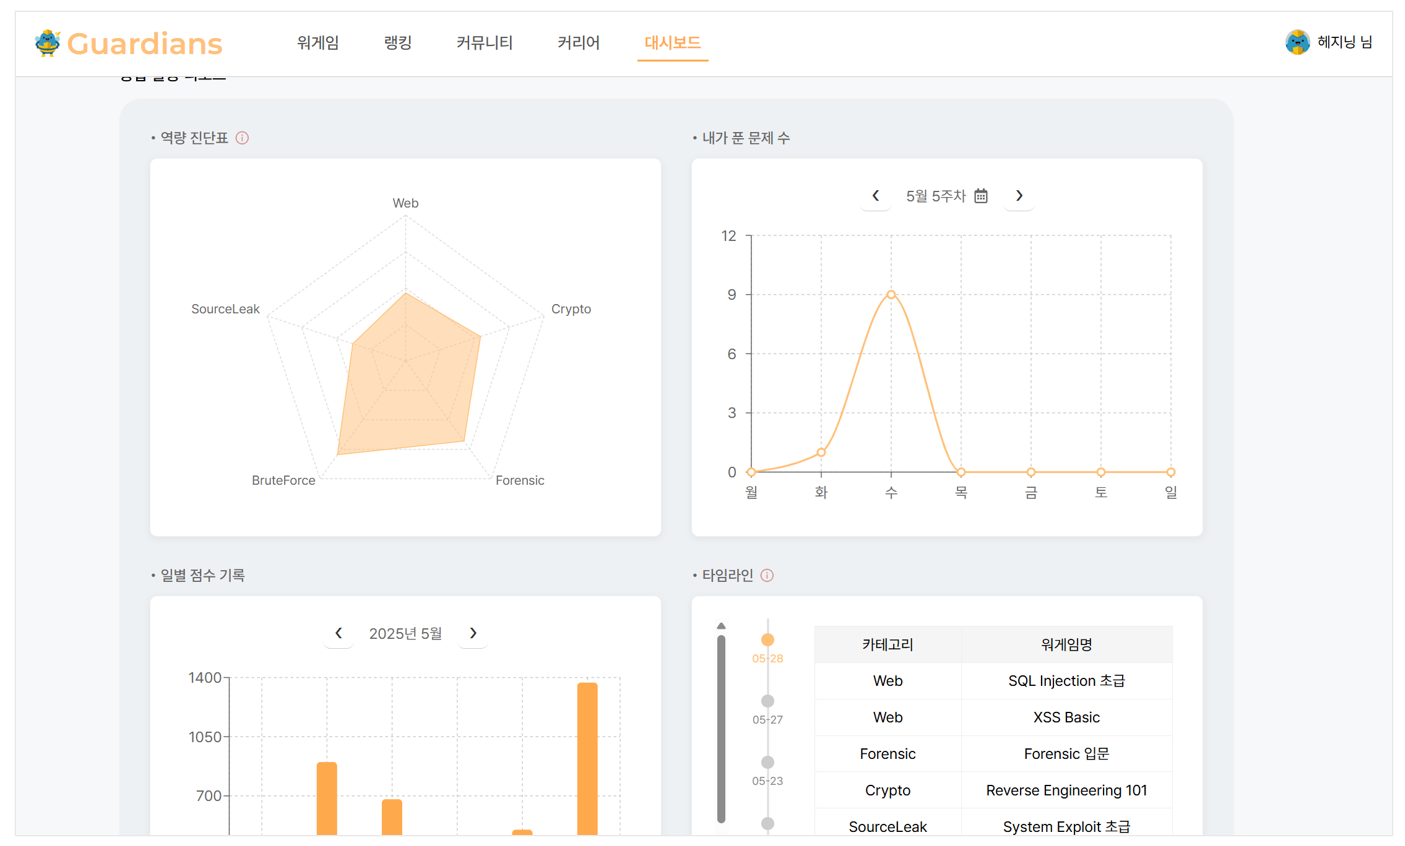 Guardians
워게임 랭킹 커뮤니티 커리어 대시보드
헤지닝 님
• 역량 진단표
Web
SourceLeak
Crypto
BruteForce
Forensic
• 내가 푼 문제 수
5월 5주차
12
9
6
3
0
월 화 수 목 금 토 일
• 일별 점수 기록
2025년 5월
1400
1050
700
• 타임라인
05-28
05-27
05-23
카테고리 워게임명
Web SQL Injection 초급
Web XSS Basic
Forensic Forensic 입문
Crypto Reverse Engineering 101
SourceLeak System Exploit 초급